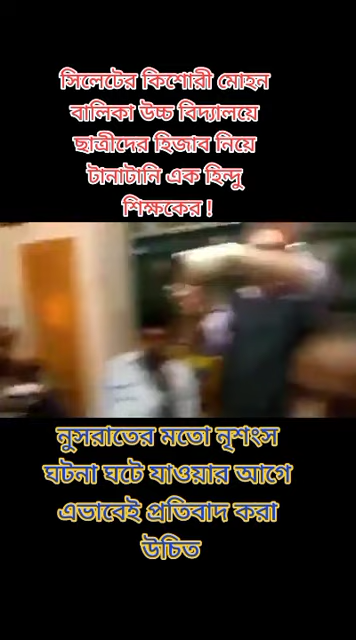 সিলেটের কিশোরী মোহন
বালিকা উচ্চ বিদ্যালয়ে
ছাত্রীদের হিজাব নিয়ে
টানাটানি এক হিন্দু
শিক্ষকের !
নুসরাতের মতো নৃশংস
ঘটনা ঘটে যাওয়ার আগে
এভাবেই প্রতিবাদ করা
উচিত